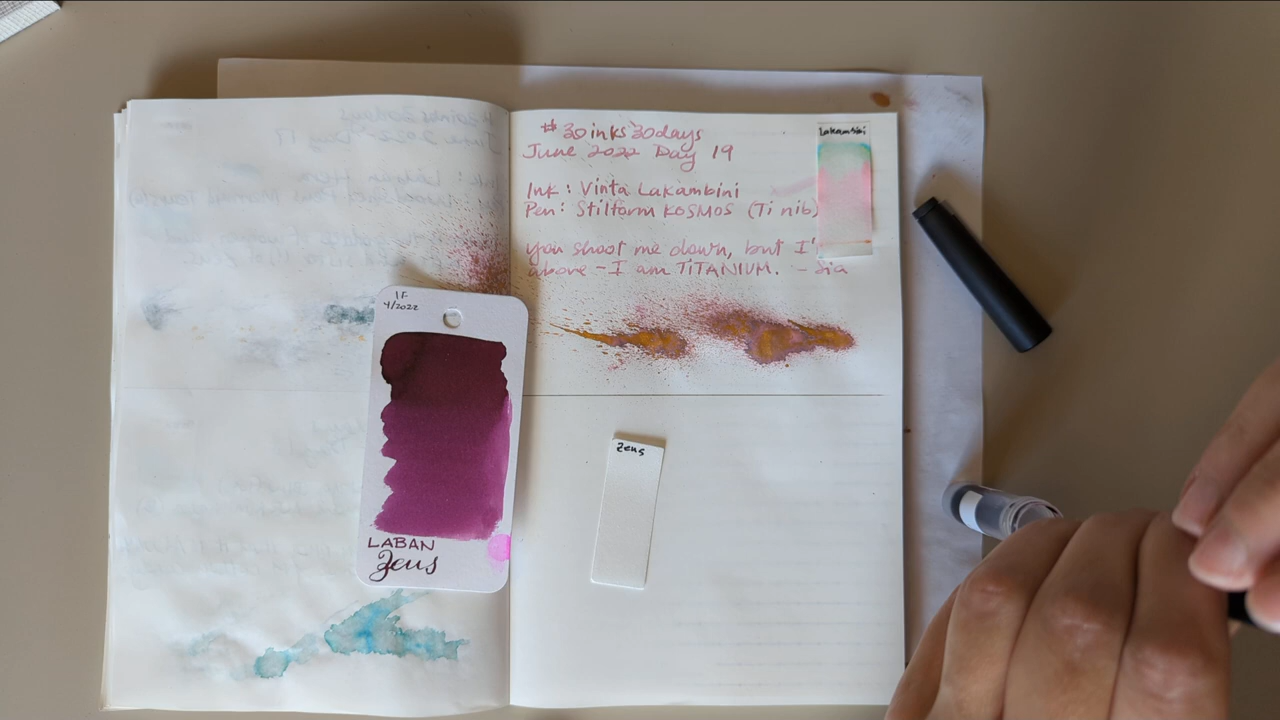 # 30inks30days
June 2022 Day 19
Ink: Vinta Lakambini
Pen: Stilform KOSMOS (Ti nib)
you shoot me down, but I'
above - I am TITANIUM. - Sia
Lakambini
4/2022
LABAN
Zeus
Zeus